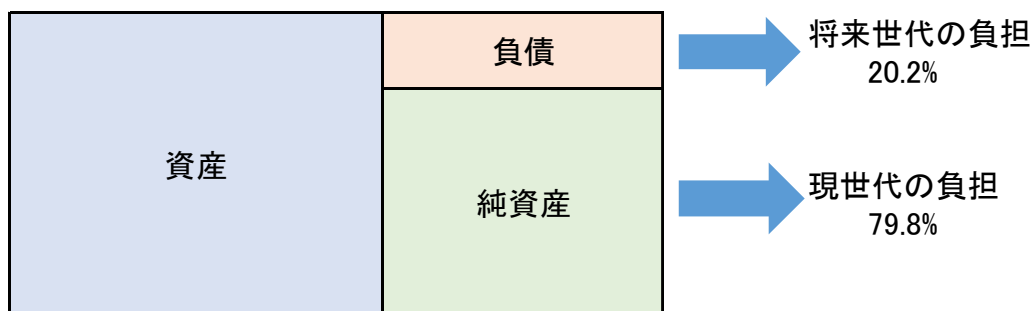 資産
負債
純資産
将来世代の負担
20.2%
現世代の負担
79.8%